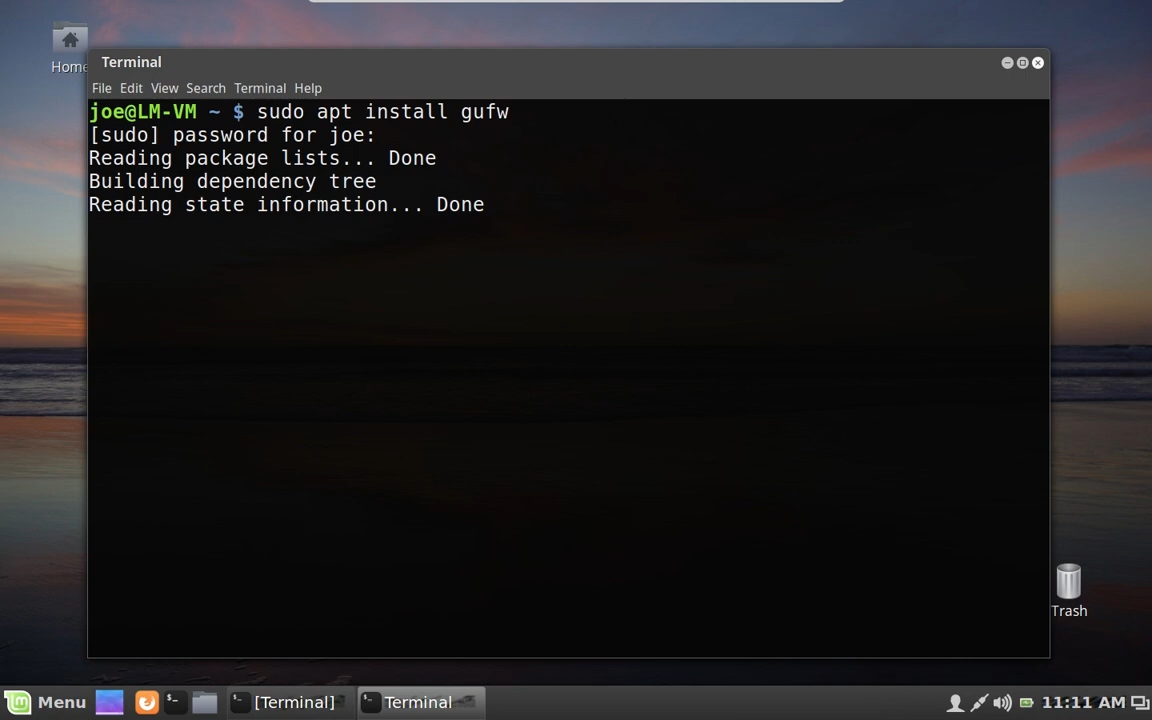 Home
Terminal
File Edit View Search Terminal Help
joe@LM-VM ~ $ sudo apt install gufw
[sudo] password for joe:
Reading package lists... Done
Building dependency tree
Reading state information... Done
Trash
Menu
$-
$-
[Terminal]
$-
Terminal
11:11 AM